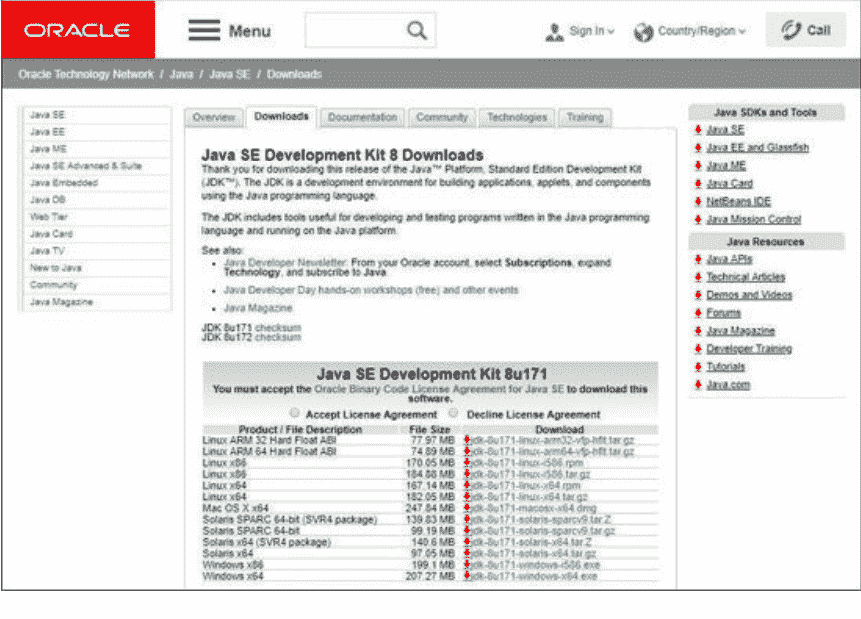 ORACLE
Menu
Sign In
Country/Region
Call
Oracle Technology Network / Java / Java SE / Downloads
Java SE
Java EE
Java ME
Java SE Advanced & Suite
Java Embedded
Java DB
Web Tier
Java Card
Java TV
New to Java
Community
Java Magazine
Overview Downloads Documentation Community Technologies Training
Java SE Development Kit 8 Downloads
Thank you for downloading this release of the Java™ Platform, Standard Edition Development Kit
(JDK™). The JDK is a development environment for building applications, applets, and components
using the Java programming language.
The JDK includes tools useful for developing and testing programs written in the Java programming
language and running on the Java platform.
See also:
Java Developer Newsletter: From your Oracle account, select Subscriptions, expand
Technology, and subscribe to Java.
Java Developer Day hands-on workshops (free) and other events
Java Magazine
JDK 8u171 checksum
JDK 8u172 checksum
Java SE Development Kit 8u171
You must accept the Oracle Binary Code License Agreement for Java SE to download this
software.
Accept License Agreement Decline License Agreement
Product / File Description File Size Download
Linux ARM 32 Hard Float ABI 77.97 MB jdk-8u171-linux-arm32-vfp-hflt.tar.gz
Linux ARM 64 Hard Float ABI 74.89 MB jdk-8u171-linux-arm64-vfp-hflt.tar.gz
Linux x86 170.05 MB jdk-8u171-linux-i586.rpm
Linux x86 184.88 MB jdk-8u171-linux-i586.tar.gz
Linux x64 167.14 MB jdk-8u171-linux-x64.rpm
Linux x64 182.05 MB jdk-8u171-linux-x64.tar.gz
Mac OS X x64 247.84 MB jdk-8u171-macosx-x64.dmg
Solaris SPARC 64-bit (SVR4 package) 139.83 MB jdk-8u171-solaris-sparcv9.tar.Z
Solaris SPARC 64-bit 99.19 MB jdk-8u171-solaris-sparcv9.tar.gz
Solaris x64 (SVR4 package) 140.6 MB jdk-8u171-solaris-x64.tar.Z
Solaris x64 97.05 MB jdk-8u171-solaris-x64.tar.gz
Windows x86 199.1 MB jdk-8u171-windows-i586.exe
Windows x64 207.27 MB jdk-8u171-windows-x64.exe
Java SDKs and Tools
Java SE
Java EE and Glassfish
Java ME
Java Card
NetBeans IDE
Java Mission Control
Java Resources
Java APIs
Technical Articles
Demos and Videos
Forums
Java Magazine
Developer Training
Tutorials
Java.com